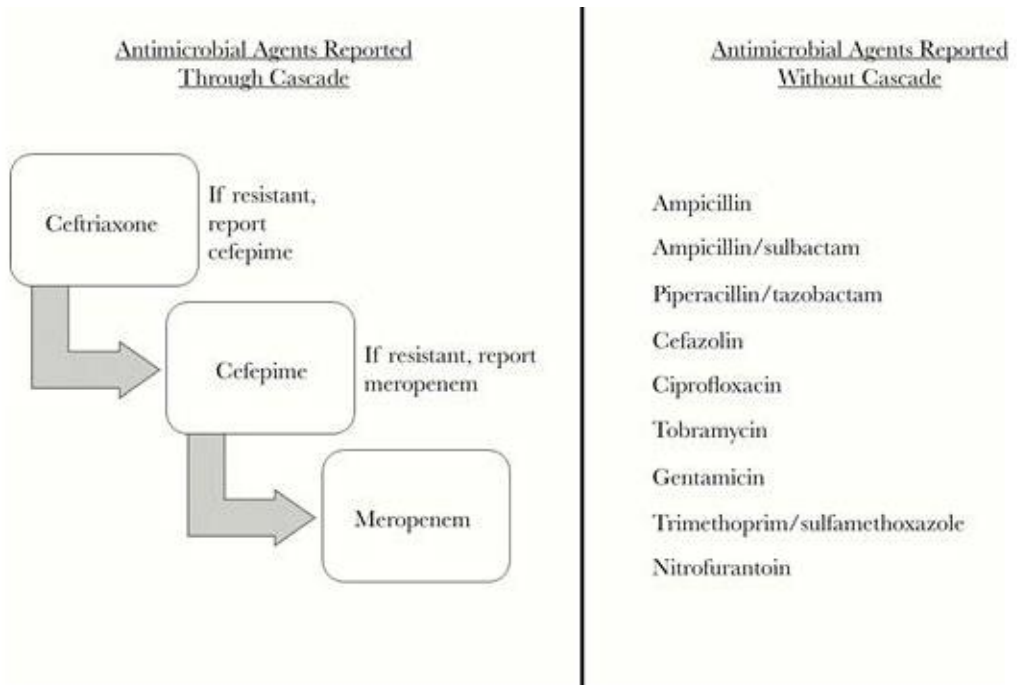 Antimicrobial Agents Reported
Through Cascade
Ceftriaxone
If resistant,
report
cefepime
Cefepime
If resistant, report
meropenem
Meropenem
Antimicrobial Agents Reported
Without Cascade
Ampicillin
Ampicillin/sulbactam
Piperacillin/tazobactam
Cefazolin
Ciprofloxacin
Tobramycin
Gentamicin
Trimethoprim/sulfamethoxazole
Nitrofurantoin